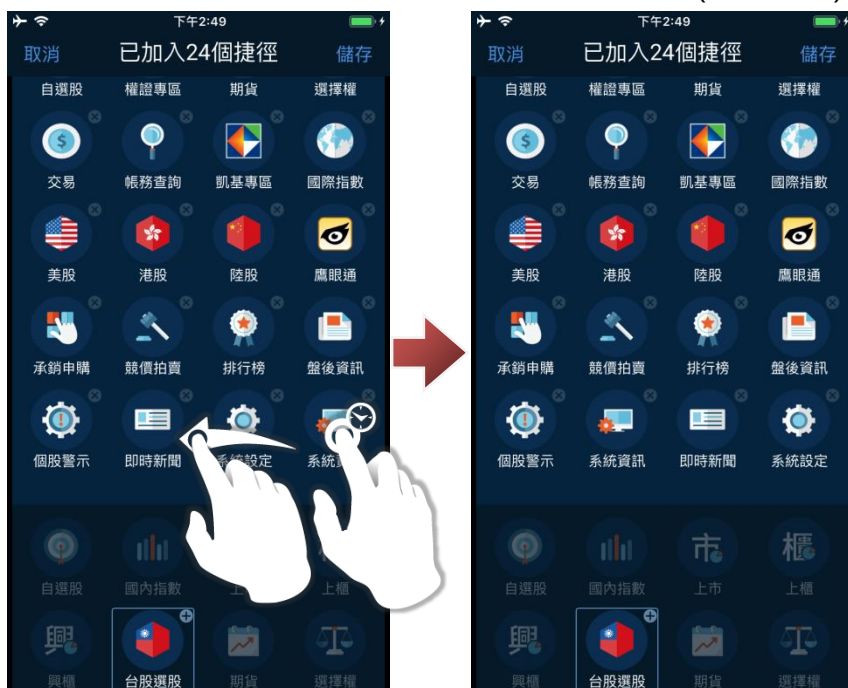 下午2:49
取消 已加入24個捷徑 儲存
自選股 權證專區 期貨 選擇權
交易 帳務查詢 凱基專區 國際指數
美股 港股 陸股 鷹眼通
承銷申購 競價拍賣 排行榜 盤後資訊
個股警示 即時新聞 系統設定 系統
自選股 國內指數 上櫃
興
興櫃 台股選股 期貨 選擇權
下午2:49
取消 已加入24個捷徑 儲存
自選股 權證專區 期貨 選擇權
交易 帳務查詢 凱基專區 國際指數
美股 港股 陸股 鷹眼通
承銷申購 競價拍賣 排行榜 盤後資訊
個股警示 系統資訊 即時新聞 系統設定
市 櫃
自選股 國內指數 上市 上櫃
興
興櫃 台股選股 期貨 選擇權